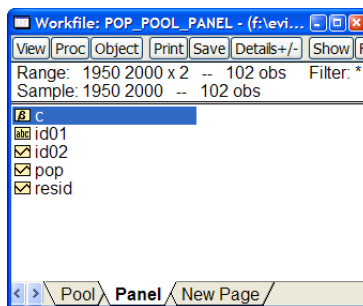 Workfile: POP_POOL_PANEL - (f:\evi...
View Proc Object Print Save Details+/- Show
Range: 1950 2000 x 2 -- 102 obs Filter: *
Sample: 1950 2000 -- 102 obs
β c
abc id01
id02
pop
resid
Pool Panel New Page